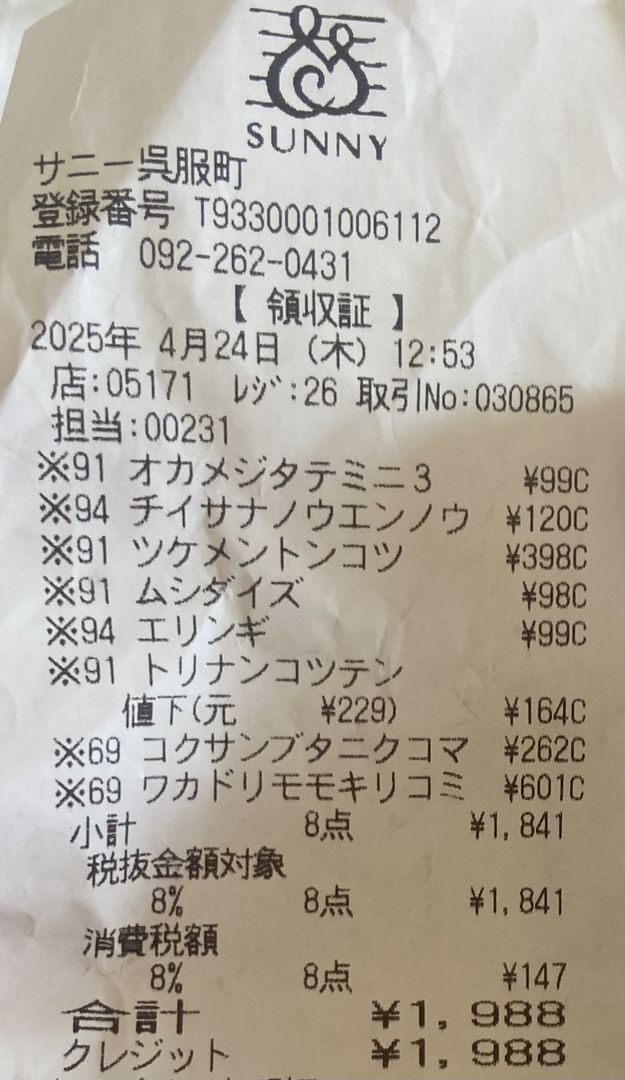 SUNNY
サニー呉服町
登録番号 T9330001006112
電話 092-262-0431
【 領収証 】
2025年 4月24日 (木) 12:53
店:05171 レジ:26 取引No:030865
担当:00231
※91 オカメジタテミニ3 ¥99C
※94 チイサナノウエンノウ ¥120C
※91 ツケメントンコツ ¥398C
※91 ムシダイズ ¥98C
※94 エリンギ ¥99C
※91 トリナンコツテン
値下(元 ¥229) ¥164C
※69 コクサンブタニクコマ ¥262C
※69 ワカドリモモキリコミ ¥601C
小計 8点 ¥1,841
税抜金額対象
8% 8点 ¥1,841
消費税額
8% 8点 ¥147
合計 ¥1,988
クレジット ¥1,988